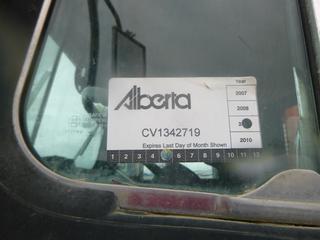 Alberta
CV1342719
Expires Last Day of Month Shown
Year
2007
2008
2010
1 2 3 4 6 7 8 9 10 11 12